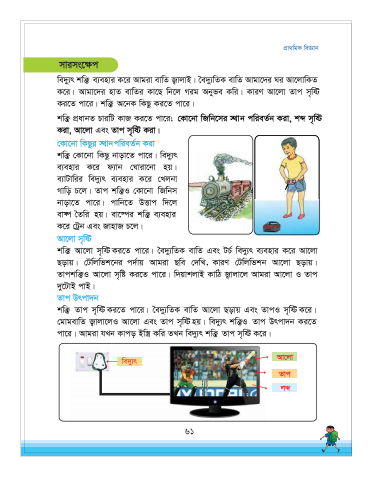 প্রাথমিক বিজ্ঞান
সারসংক্ষেপ
বিদ্যুৎ শক্তি ব্যবহার করে আমরা বাতি জ্বালাই। বৈদ্যুতিক বাতি আমাদের ঘর আলোকিত
করে। আমাদের হাত বাতির কাছে নিলে গরম অনুভব করি। কারণ আলো তাপ সৃষ্টি
করতে পারে। শক্তি অনেক কিছু করতে পারে।
শক্তি প্রধানত চারটি কাজ করতে পারে: কোনো জিনিসের স্থান পরিবর্তন করা, শব্দ সৃষ্টি
করা, আলো এবং তাপ সৃষ্টি করা।
কোনো কিছুর স্থানপরিবর্তন করা
শক্তি কোনো কিছু নাড়াতে পারে। বিদ্যুৎ
ব্যবহার করে ফ্যান ঘোরানো হয়।
ব্যাটারির বিদ্যুৎ ব্যবহার করে খেলনা
গাড়ি চলে। তাপ শক্তিও কোনো জিনিস
নাড়াতে পারে। পানিতে উত্তাপ দিলে
বাষ্প তৈরি হয়। বাষ্পের শক্তি ব্যবহার
করে ট্রেন এবং জাহাজ চলে।
আলো সৃষ্টি
শক্তি আলো সৃষ্টি করতে পারে। বৈদ্যুতিক বাতি এবং টর্চ বিদ্যুৎ ব্যবহার করে আলো
ছড়ায়। টেলিভিশনের পর্দায় আমরা ছবি দেখি, কারণ টেলিভিশন আলো ছড়ায়।
তাপশক্তিও আলো সৃষ্টি করতে পারে। দিয়াশলাই কাঠি জ্বালালে আমরা আলো ও তাপ
দুটোই পাই।
তাপ উৎপাদন
শক্তি তাপ সৃষ্টি করতে পারে। বৈদ্যুতিক বাতি আলো ছড়ায় এবং তাপও সৃষ্টি করে।
মোমবাতি জ্বালালেও আলো এবং তাপ সৃষ্টি হয়। বিদ্যুৎ শক্তিও তাপ উৎপাদন করতে
পারে। আমরা যখন কাপড় ইস্ত্রি করি তখন বিদ্যুৎ শক্তি তাপ সৃষ্টি করে।
বিদ্যুৎ
আলো
তাপ
শব্দ
৬১